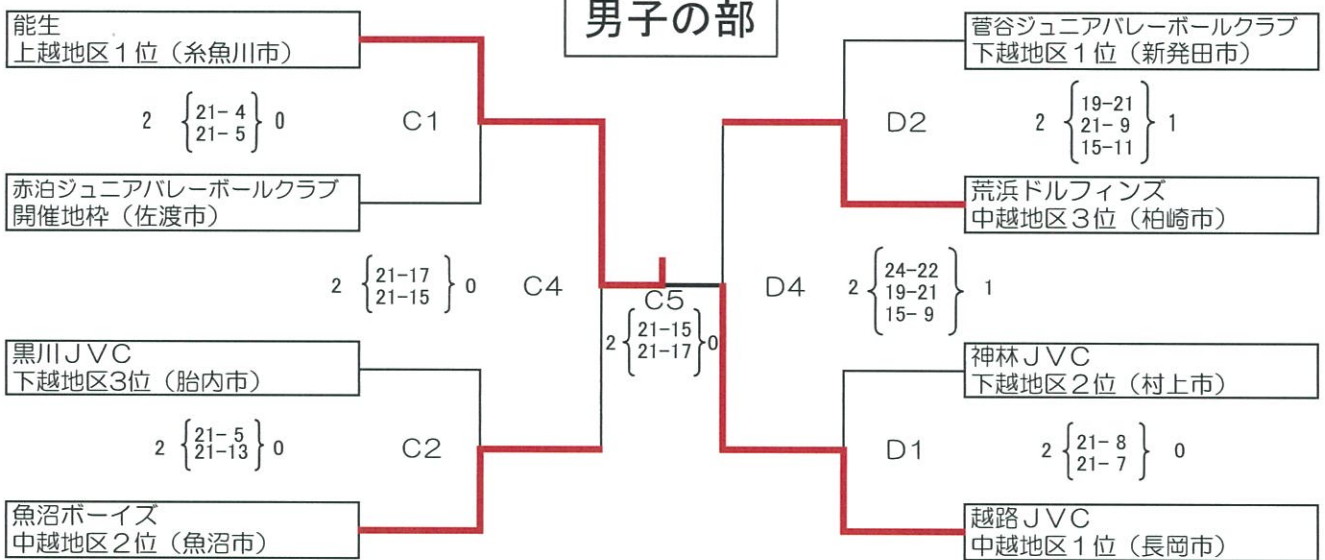 男子の部
能生
上越地区1位（糸魚川市）
2 21- 4 0
21- 5
C1
赤泊ジュニアバレーボールクラブ
開催地枠（佐渡市）
2 21-17 0
21-15
C4
黒川JVC
下越地区3位（胎内市）
2 21- 5 0
21-13
C2
魚沼ボーイズ
中越地区2位（魚沼市）
C5
2 21-15 0
21-17
菅谷ジュニアバレーボールクラブ
下越地区1位（新発田市）
D2
19-21
2 21- 9 1
15-11
荒浜ドルフィンズ
中越地区3位（柏崎市）
D4
24-22
2 19-21 1
15- 9
神林JVC
下越地区2位（村上市）
D1
2 21- 8 0
21- 7
越路JVC
中越地区1位（長岡市）